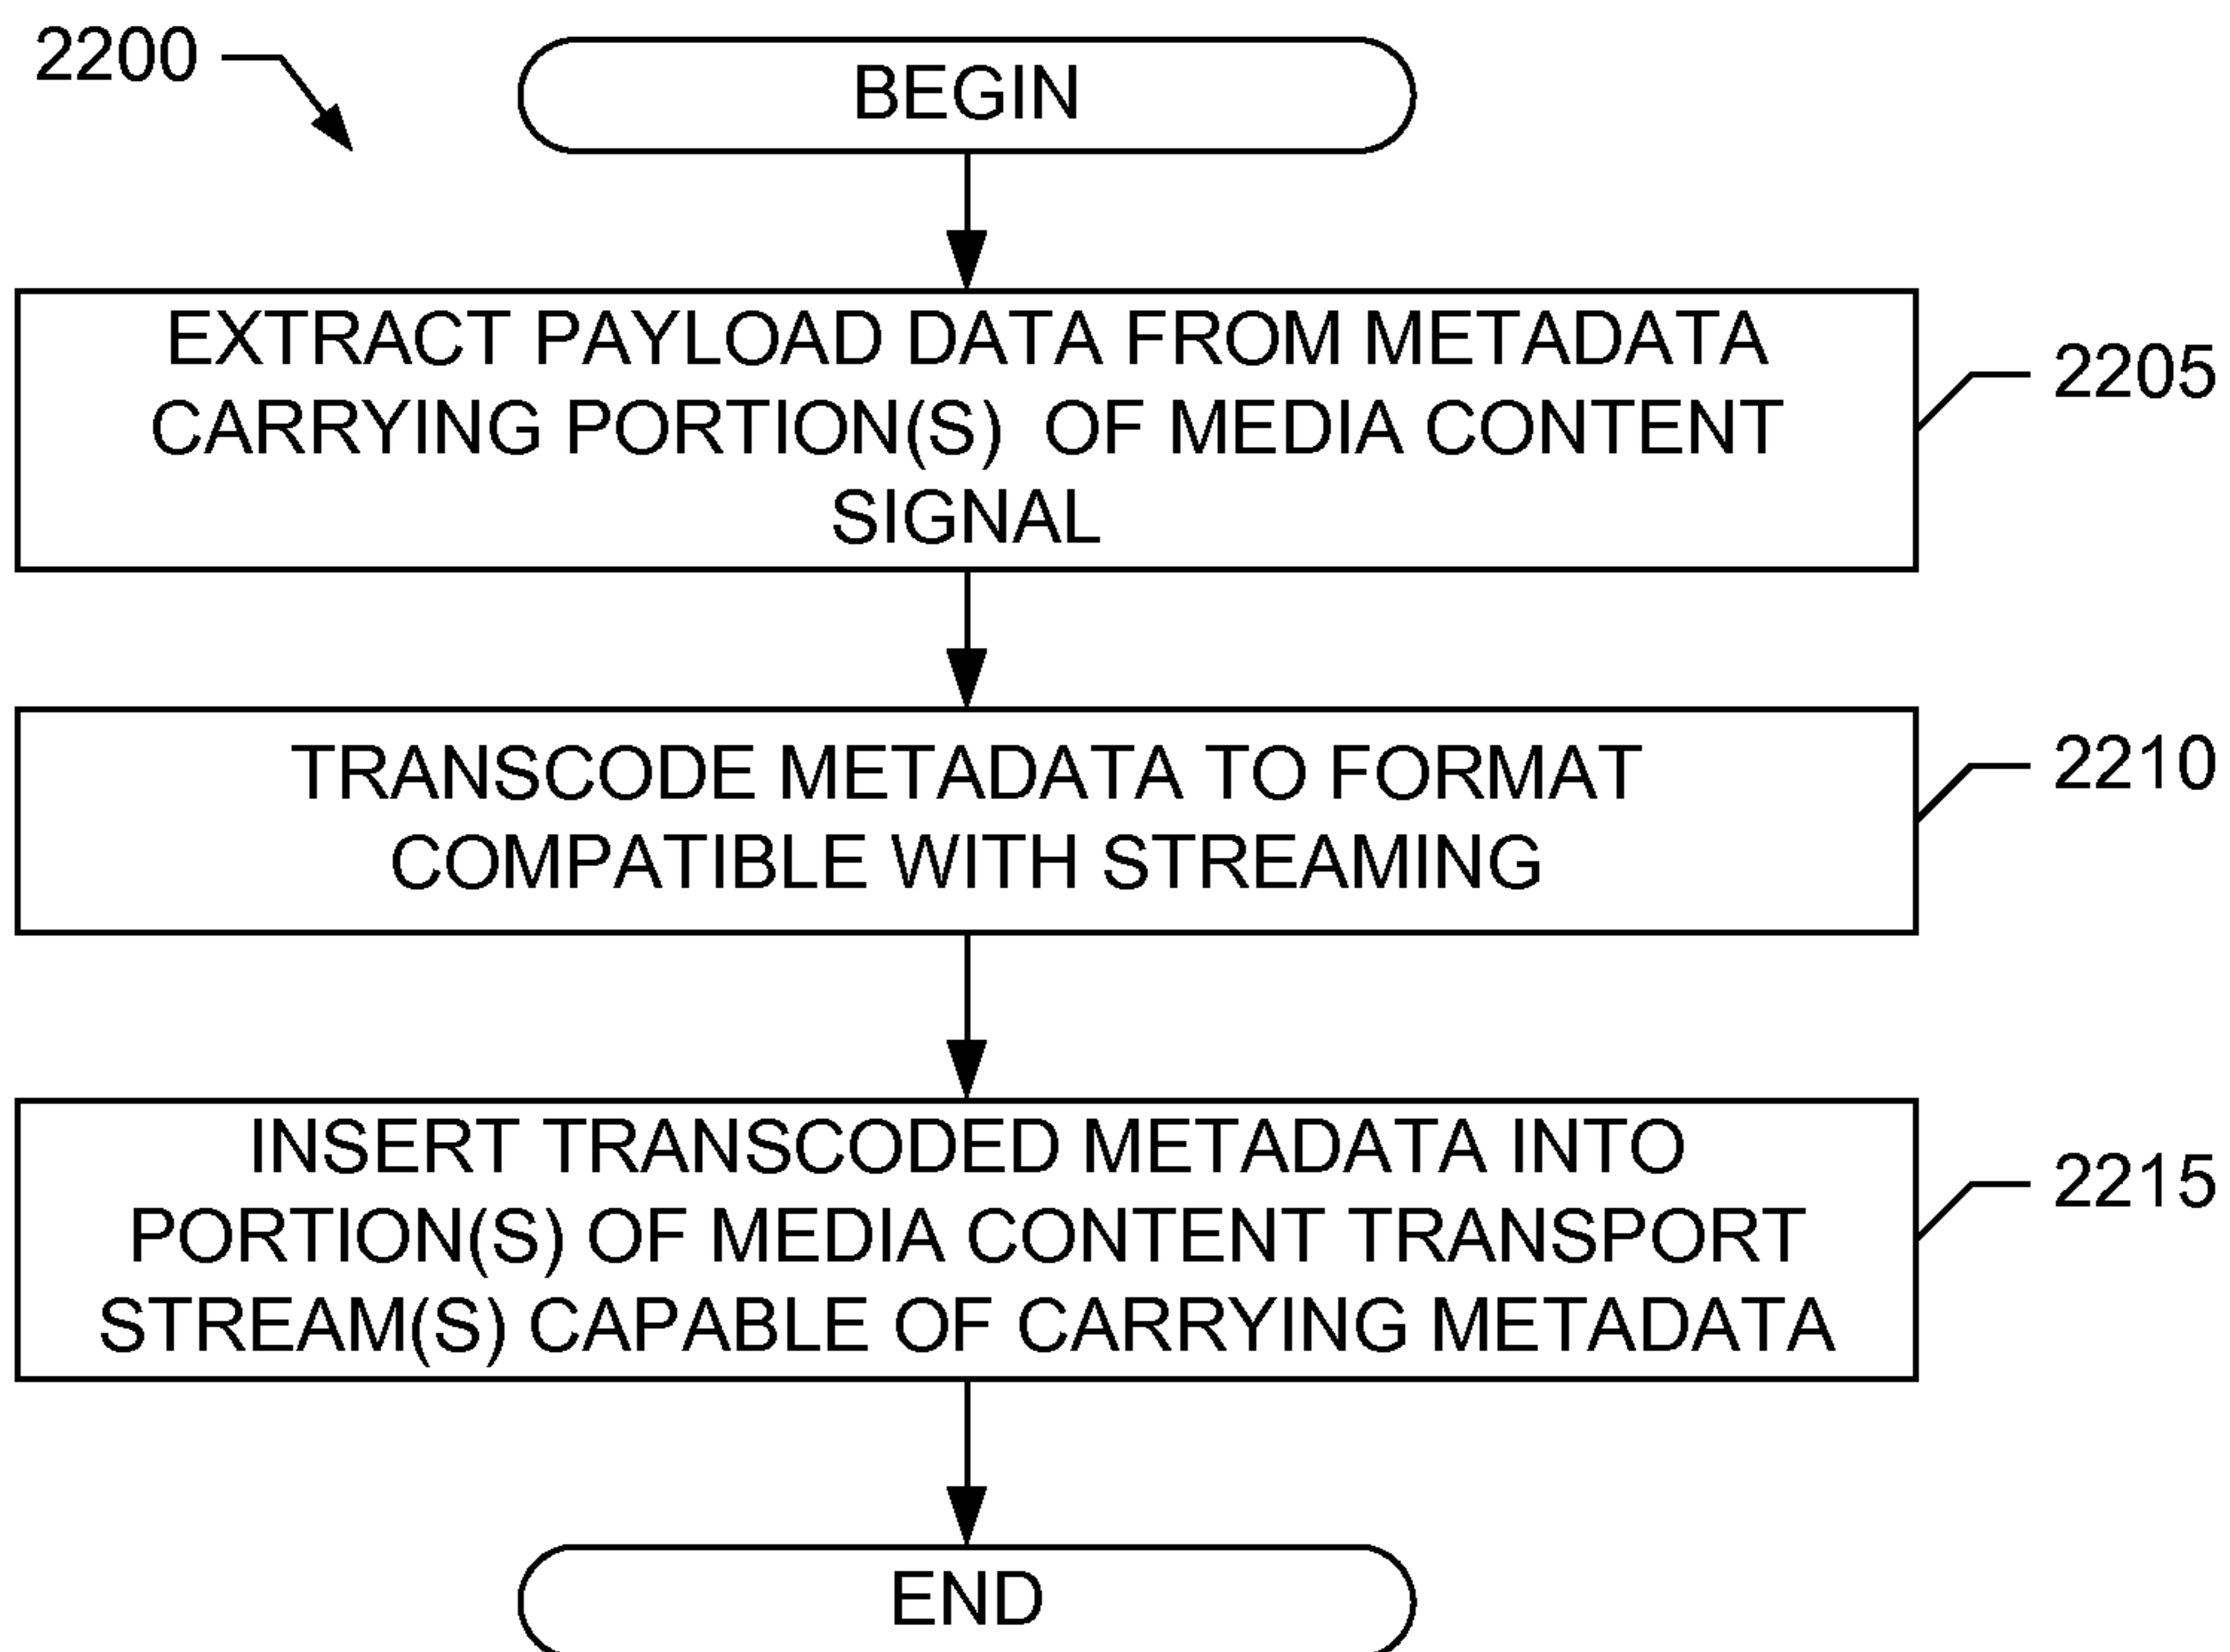 2200
BEGIN
EXTRACT PAYLOAD DATA FROM METADATA
CARRYING PORTION(S) OF MEDIA CONTENT
SIGNAL
2205
TRANSCODE METADATA TO FORMAT
COMPATIBLE WITH STREAMING
2210
INSERT TRANSCODED METADATA INTO
PORTION(S) OF MEDIA CONTENT TRANSPORT
STREAM(S) CAPABLE OF CARRYING METADATA
2215
END